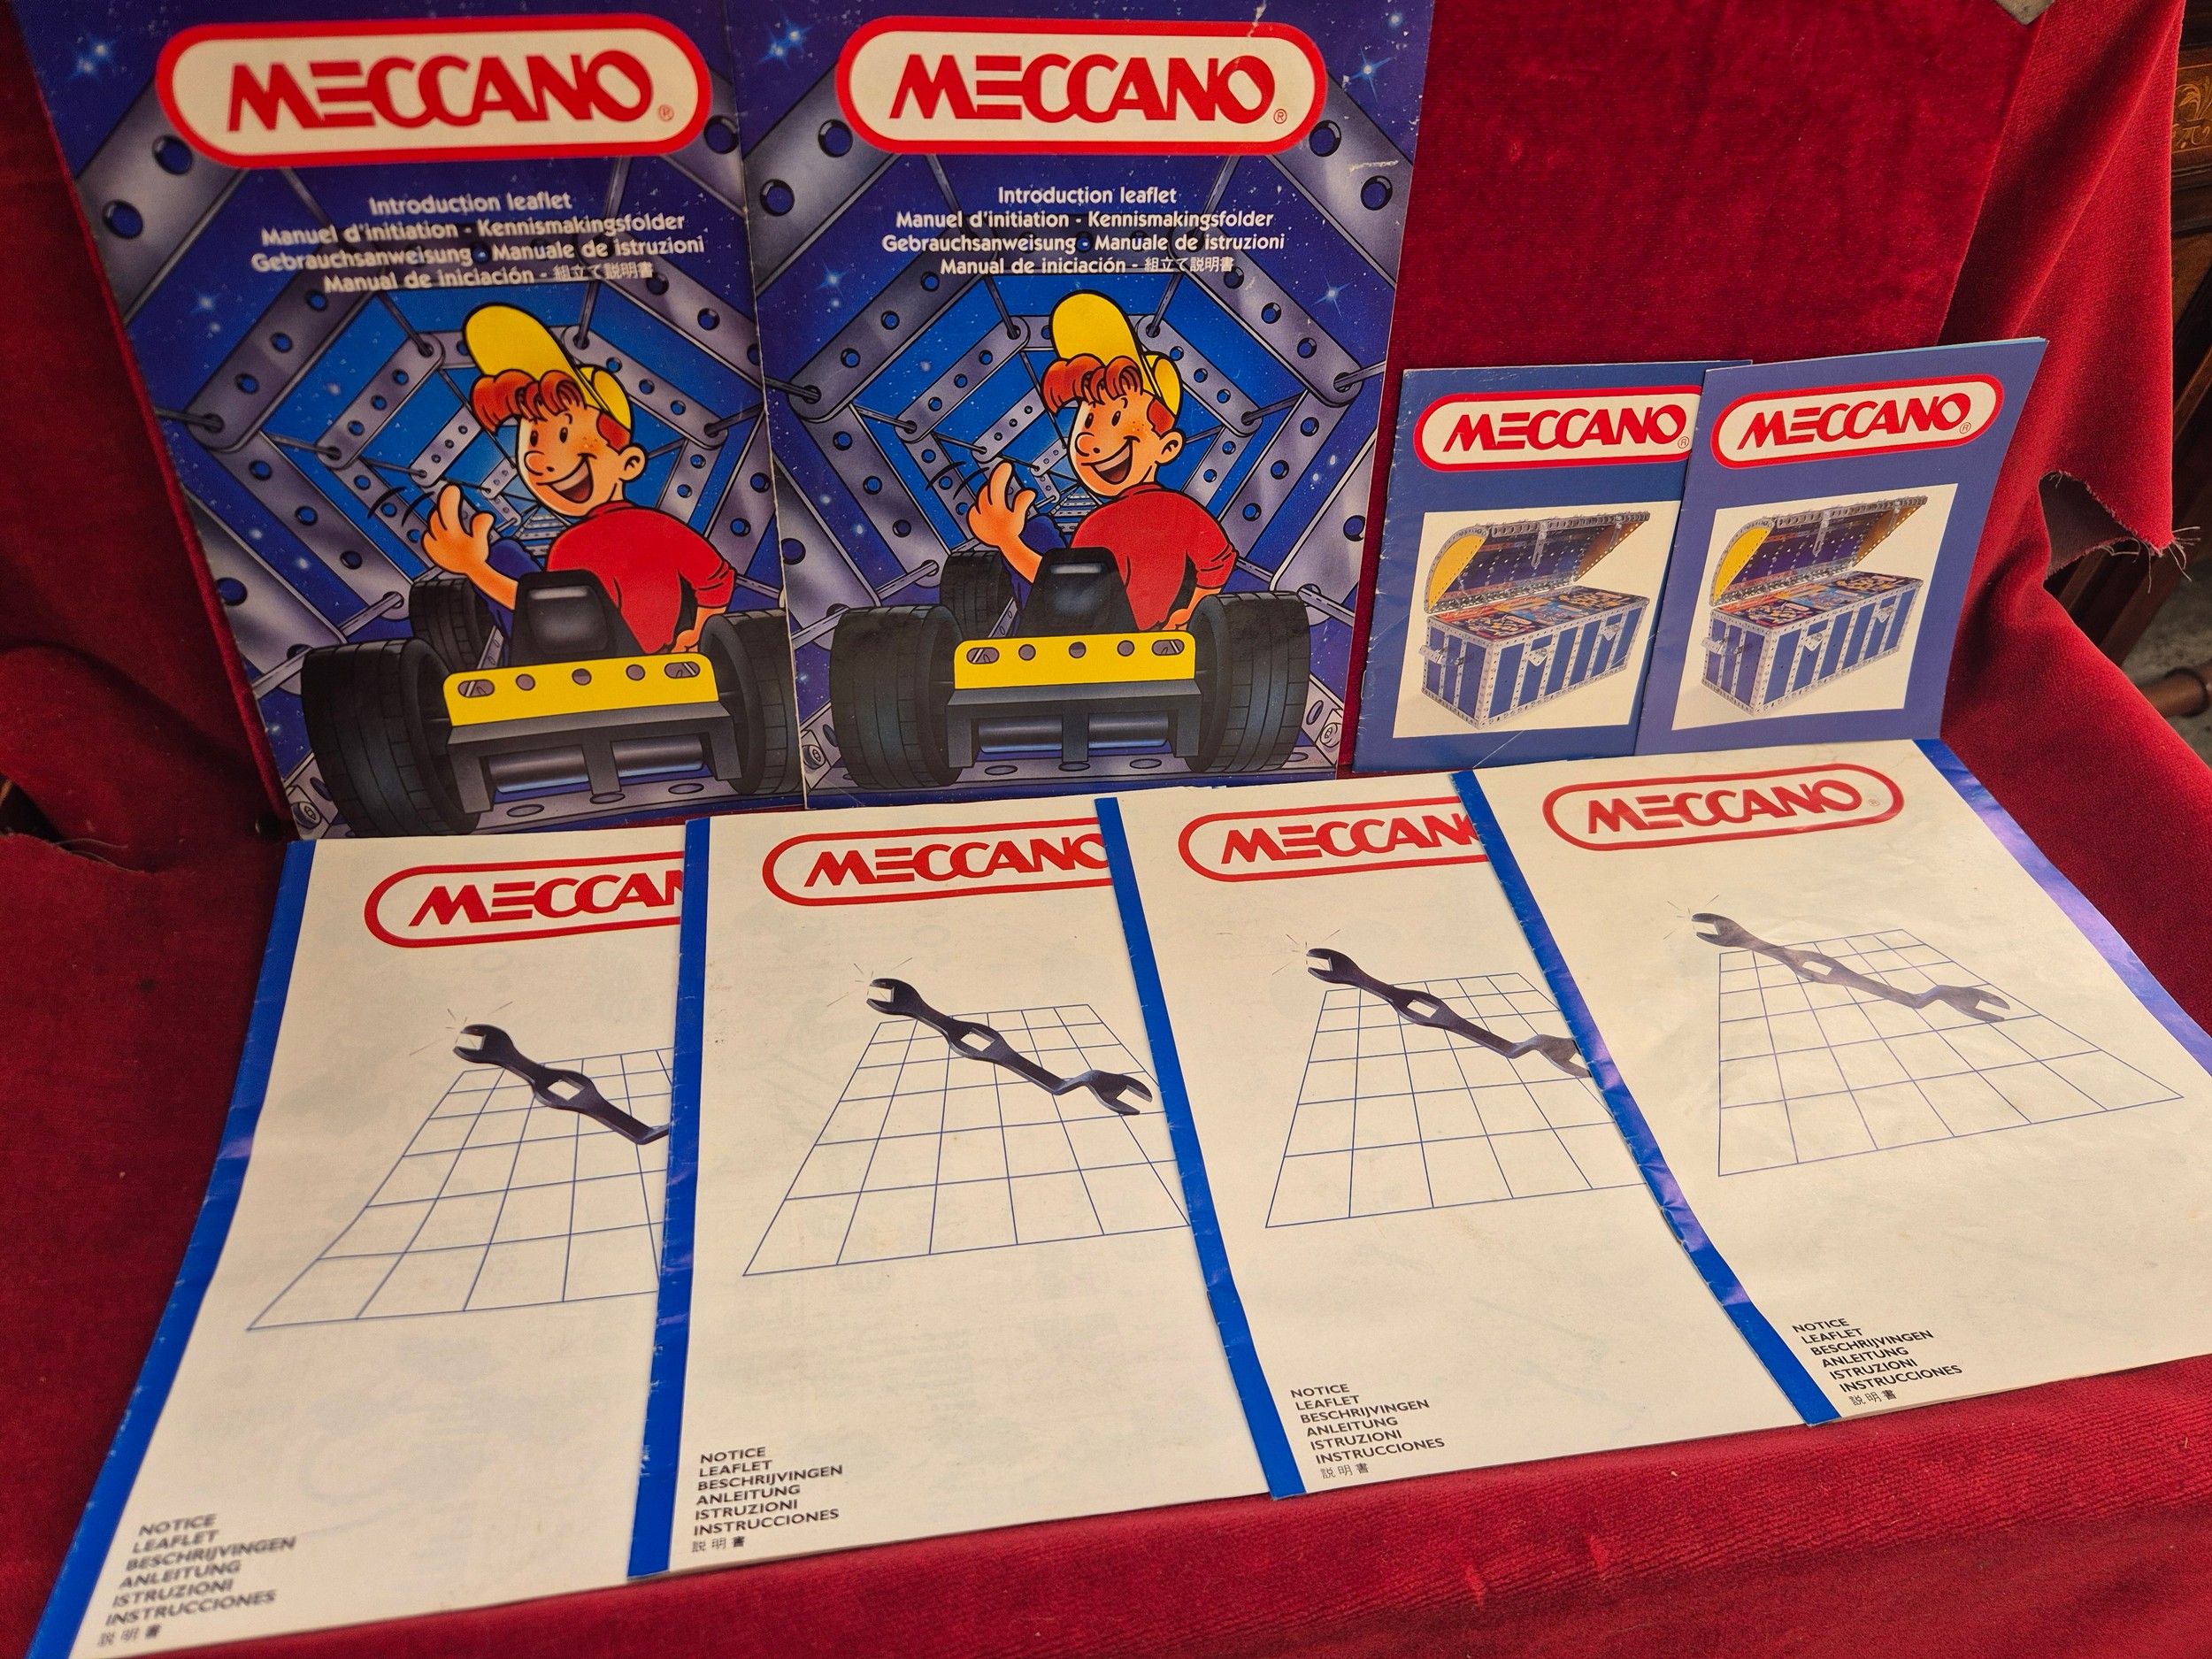 MECCANO®
Introduction leaflet
Manuel d'initiation - Kennismakingsfolder
Gebrauchsanweisung - Manuale de istruzioni
Manual de iniciación - 組立て説明書
MECCANO®
Introduction leaflet
Manuel d'initiation - Kennismakingsfolder
Gebrauchsanweisung - Manuale de istruzioni
Manual de iniciación - 組立て説明書
MECCANO®
MECCANO®
MECCAN
NOTICE
LEAFLET
BESCHRIJVINGEN
ANLEITUNG
ISTRUZIONI
INSTRUCCIONES
説明書
MECCANO
NOTICE
LEAFLET
BESCHRIJVINGEN
ANLEITUNG
ISTRUZIONI
INSTRUCCIONES
説明書
MECCAN
NOTICE
LEAFLET
BESCHRIJVINGEN
ANLEITUNG
ISTRUZIONI
INSTRUCCIONES
説明書
MECCANO®
NOTICE
LEAFLET
BESCHRIJVINGEN
ANLEITUNG
ISTRUZIONI
INSTRUCCIONES
説明書